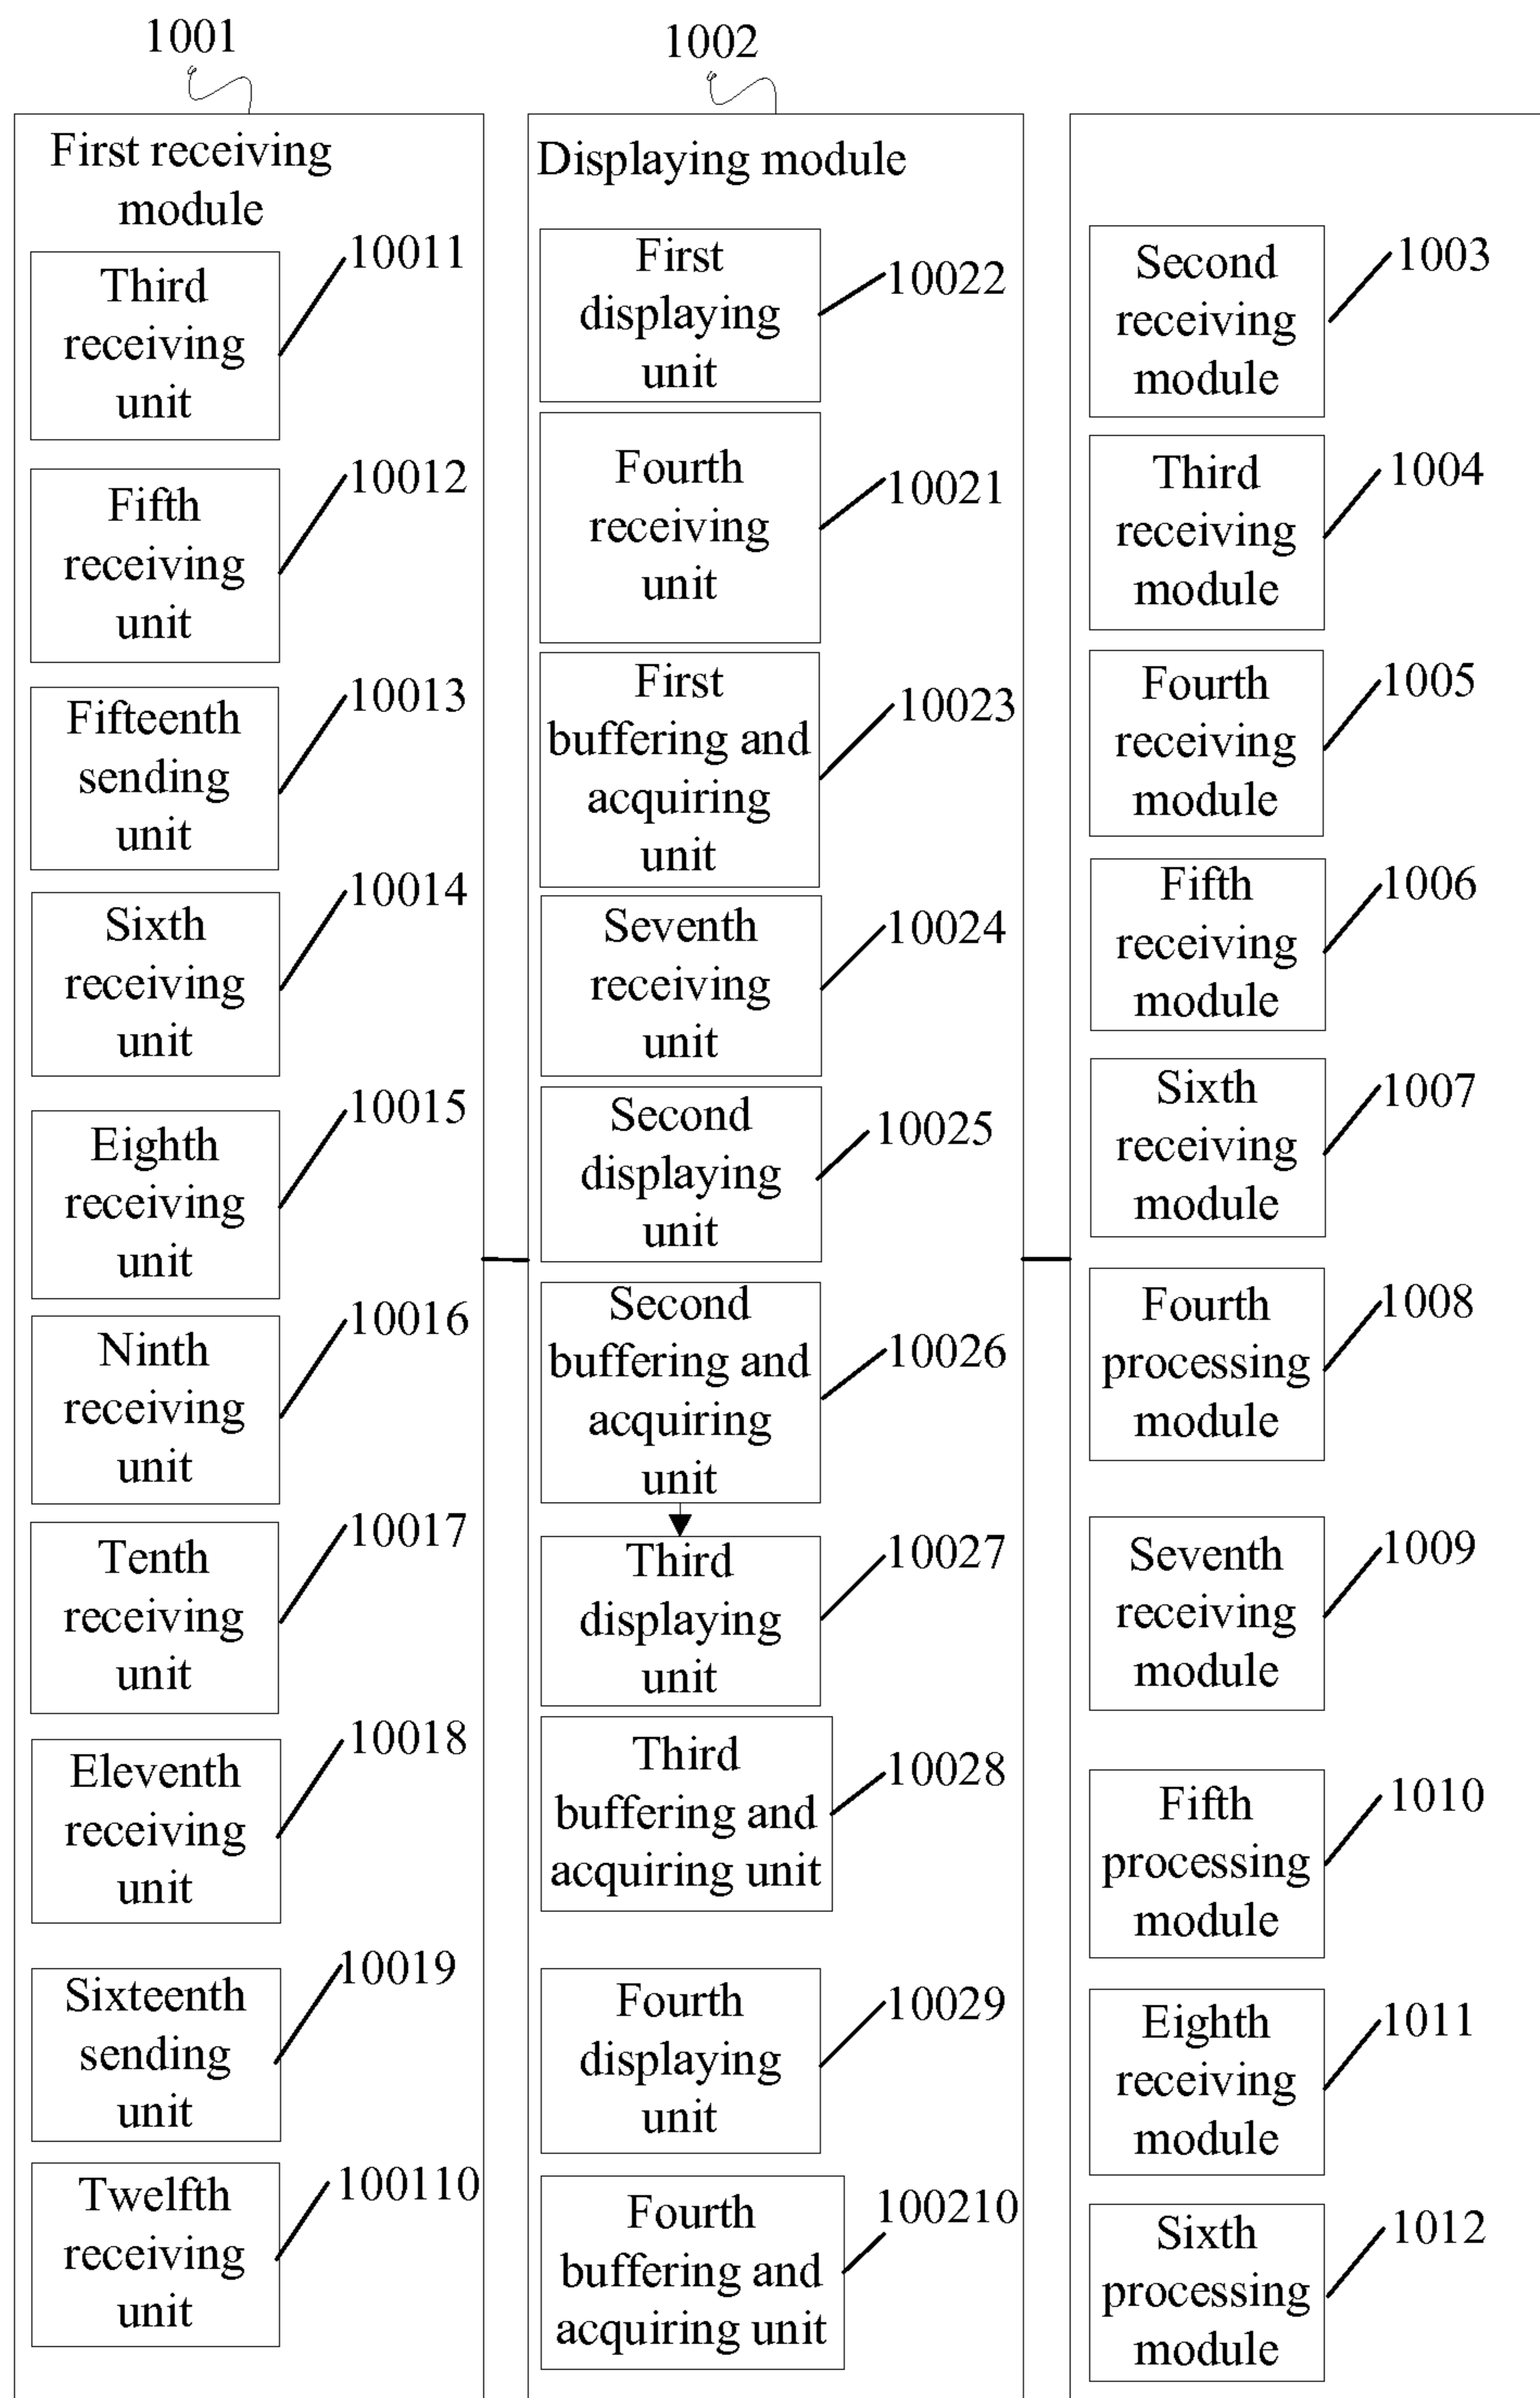 1001
First receiving
module
Third
receiving
unit
10011
Fifth
receiving
unit
10012
Fifteenth
sending
unit
10013
Sixth
receiving
unit
10014
Eighth
receiving
unit
10015
Ninth
receiving
unit
10016
Tenth
receiving
unit
10017
Eleventh
receiving
unit
10018
Sixteenth
sending
unit
10019
Twelfth
receiving
unit
100110
1002
Displaying module
First
displaying
unit
10022
Fourth
receiving
unit
10021
First
buffering and
acquiring
unit
10023
Seventh
receiving
unit
10024
Second
displaying
unit
10025
Second
buffering and
acquiring
unit
10026
Third
displaying
unit
10027
Third
buffering and
acquiring unit
10028
Fourth
displaying
unit
10029
Fourth
buffering and
acquiring unit
100210
Second
receiving
module
1003
Third
receiving
module
1004
Fourth
receiving
module
1005
Fifth
receiving
module
1006
Sixth
receiving
module
1007
Fourth
processing
module
1008
Seventh
receiving
module
1009
Fifth
processing
module
1010
Eighth
receiving
module
1011
Sixth
processing
module
1012